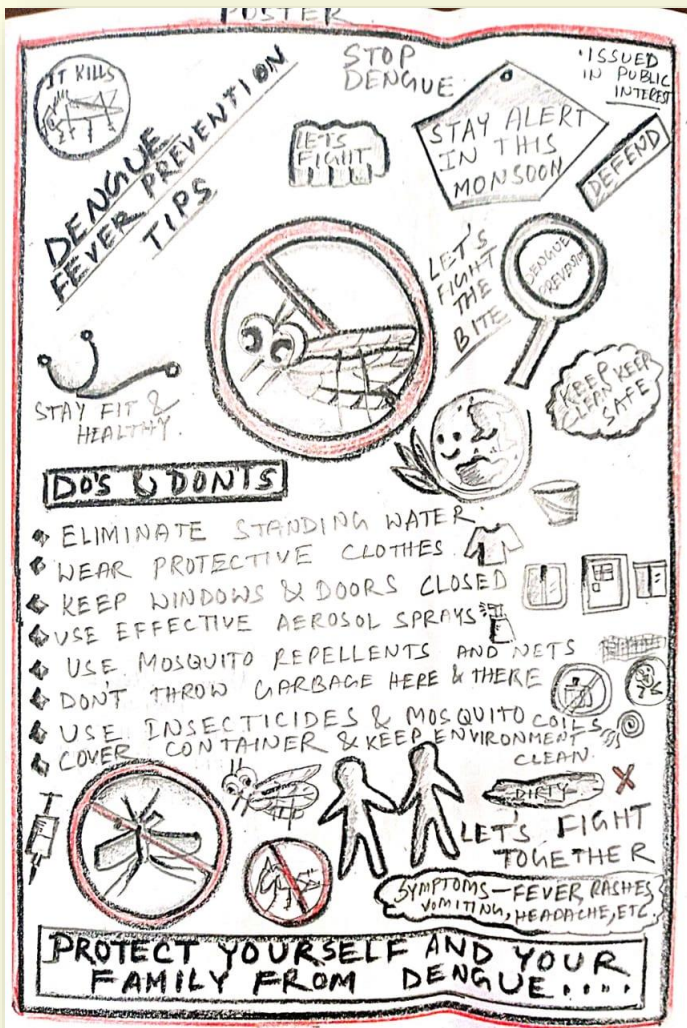 POSTER
IT KILLS
DENGUE
FEVER PREVENTION
TIPS
STOP
DENGUE
LET'S
FIGHT
STAY ALERT
IN THIS
MONSOON
ISSUED
IN PUBLIC
INTEREST
DEFEND
LET'S
FIGHT
THE
BITE
DENGUE
KEEP
CLEAN KEEP
SAFE
STAY FIT &
HEALTHY.
DO'S & DONTS
ELIMINATE STANDING WATER.
WEAR PROTECTIVE CLOTHES
KEEP WINDOWS & DOORS CLOSED
USE EFFECTIVE AEROSOL SPRAYS
USE MOSQUITO REPELLENTS AND NETS
DON'T THROW GARBAGE HERE & THERE
USE INSECTICIDES & MOSQUITO COILS
COVER CONTAINER & KEEP ENVIRONMENT
CLEAN.
DIRTY
LET'S FIGHT
TOGETHER
SYMPTOMS - FEVER RASHES
VOMITING, HEADACHE, ETC.
PROTECT YOURSELF AND YOUR
FAMILY FROM DENGUE....